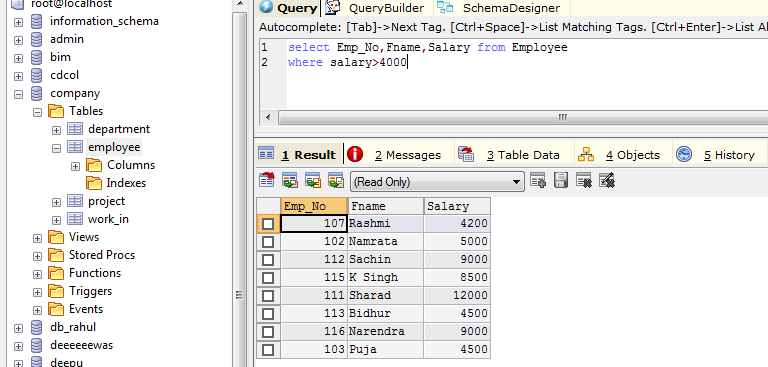 root@localhost
information_schema
admin
bim
cdcol
company
Tables
department
employee
Columns
Indexes
project
work_in
Views
Stored Procs
Functions
Triggers
Events
db_rahul
deeeeeewas
deepu
Query QueryBuilder SchemaDesigner
Autocomplete: [Tab]->Next Tag. [Ctrl+Space]->List Matching Tags. [Ctrl+Enter]->List Al
1 select Emp_No,Fname,Salary from Employee
2 where salary>4000
1 Result 2 Messages 3 Table Data 4 Objects 5 History
(Read Only)
Emp_No Fname Salary
107 Rashmi 4200
102 Namrata 5000
112 Sachin 9000
115 K Singh 8500
111 Sharad 12000
113 Bidhur 4500
116 Narendra 9000
103 Puja 4500